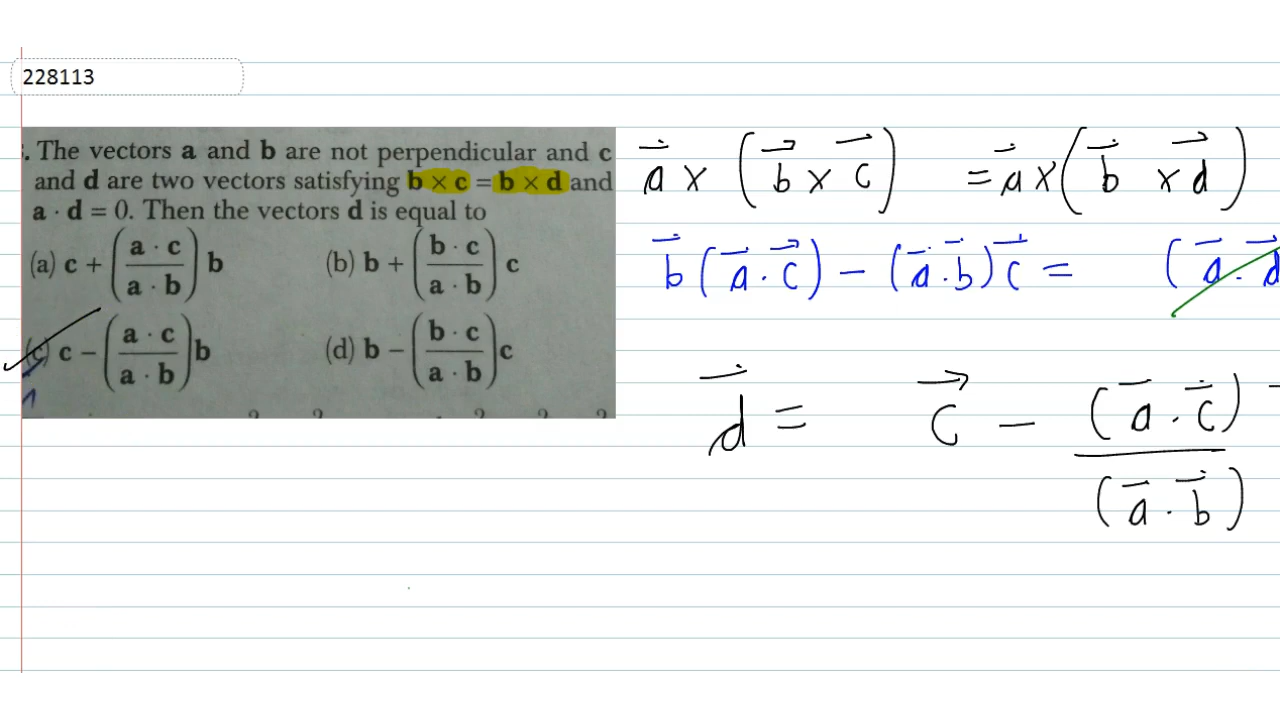 228113
. The vectors a and b are not perpendicular and c
and d are two vectors satisfying b × c = b × d and
a · d = 0. Then the vectors d is equal to
(a) c + (a · c / a · b) b (b) b + (b · c / a · b) c
(c) c − (a · c / a · b) b (d) b − (b · c / a · b) c
a⃗ × (b⃗ × c⃗) = a⃗ × (b⃗ × d⃗)
b⃗ (a⃗ · c⃗) − (a⃗ · b⃗) c⃗ = (a⃗ · d⃗
d⃗ = c⃗ − (a⃗ · c⃗) / (a⃗ · b⃗)